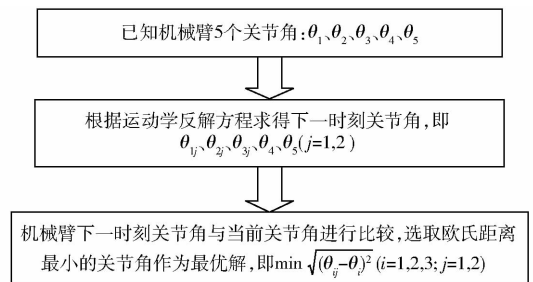 已知机械臂5个关节角:θ₁、θ₂、θ₃、θ₄、θ₅
根据运动学反解方程求得下一时刻关节角,即
θ₁ⱼ、θ₂ⱼ、θ₃ⱼ、θ₄、θ₅(j=1,2 )
机械臂下一时刻关节角与当前关节角进行比较,选取欧氏距离
最小的关节角作为最优解,即min √(θᵢⱼ−θᵢ)² (i=1,2,3; j=1,2)